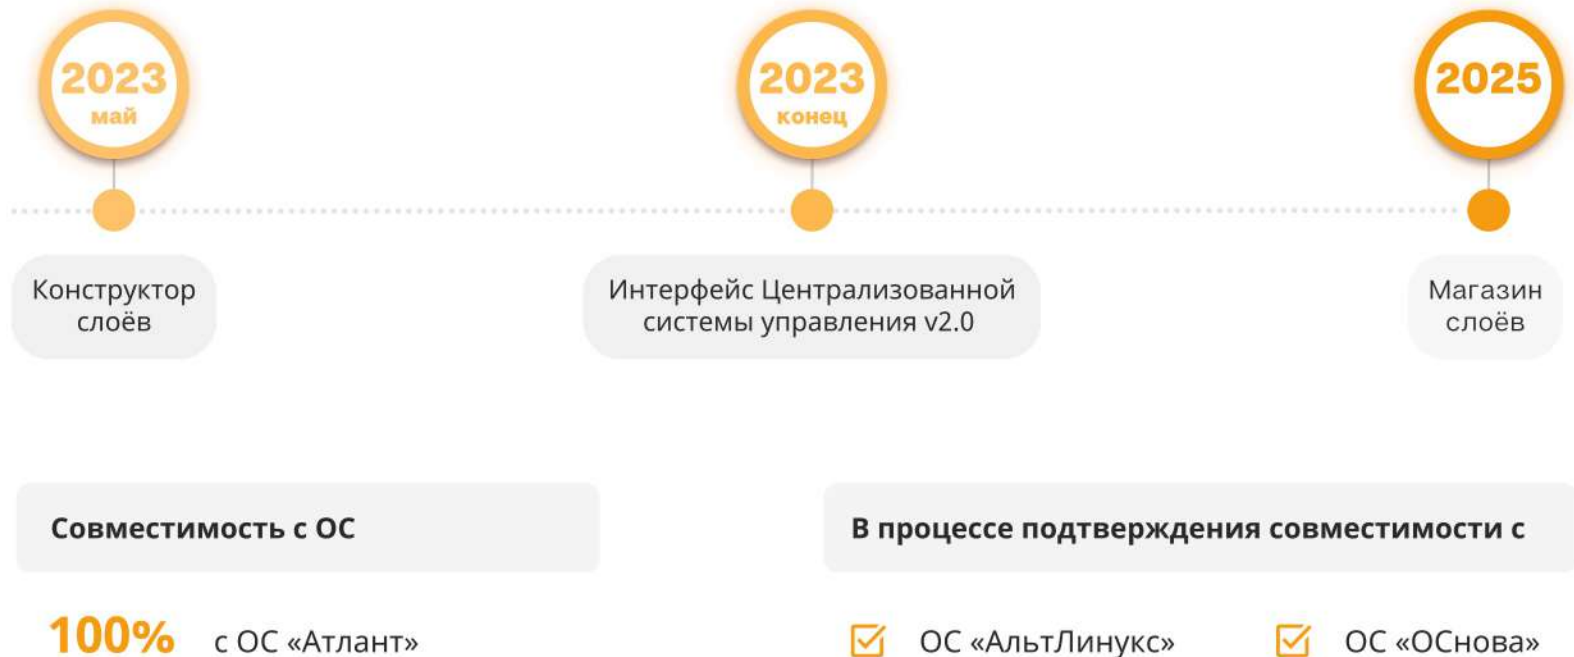 2023
май
2023
конец
2025
Конструктор
слоёв
Интерфейс Централизованной
системы управления v2.0
Магазин
слоёв
Совместимость с ОС
100% с ОС «Атлант»
В процессе подтверждения совместимости с
ОС «АльтЛинукс»
ОС «ОСнова»